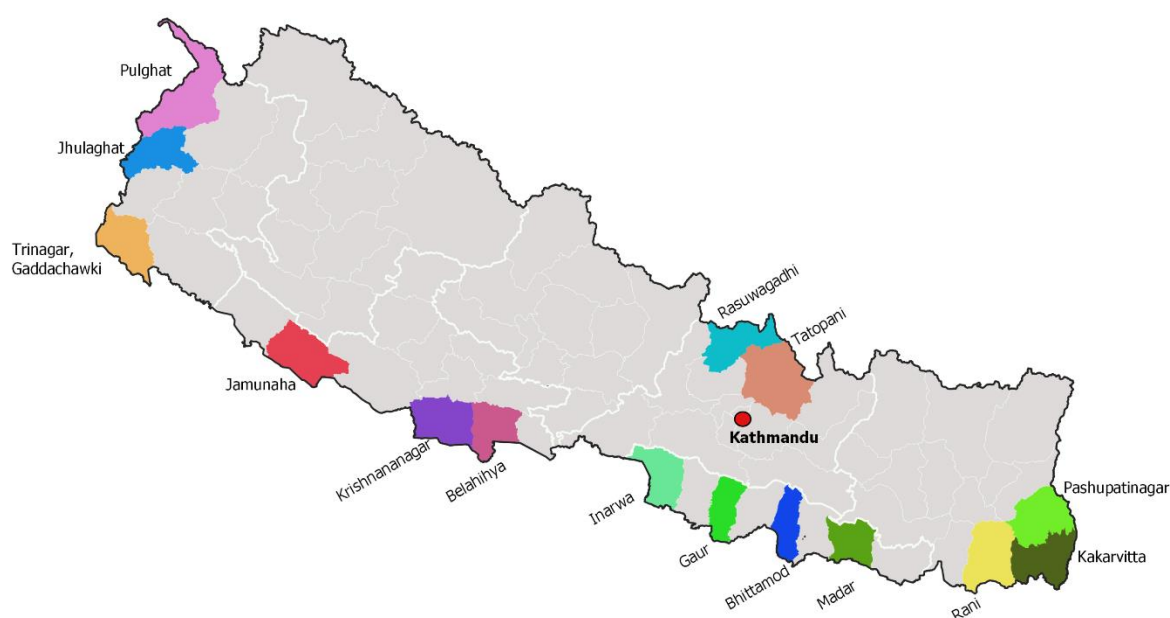 Pulghat
Jhulaghat
Trinagar,
Gaddachawki
Jamunaha
Krishnananagar
Belahihya
Rasuwagadhi
Tatopani
Kathmandu
Inarwa
Gaur
Bhittamod
Madar
Rani
Pashupatinagar
Kakarvitta